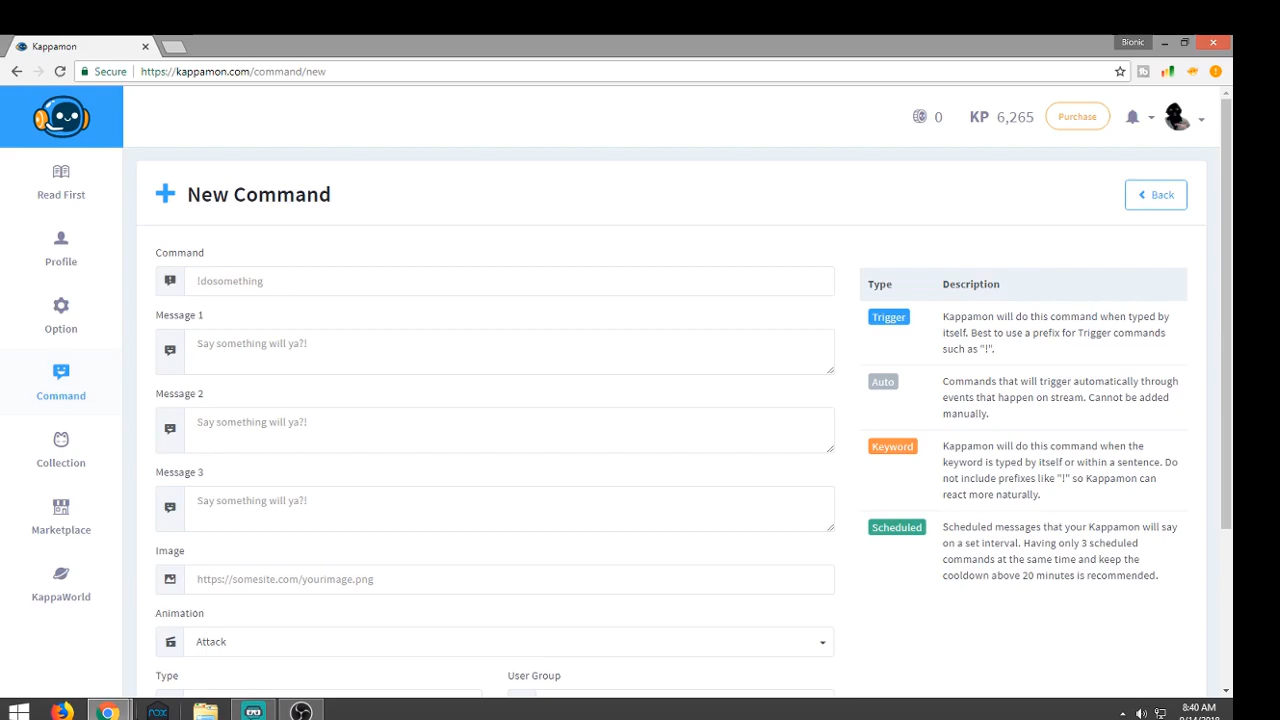 Kappamon
Bionic
Secure https://kappamon.com/command/new
0 KP 6,265 Purchase
Read First
Profile
Option
Command
Collection
Marketplace
KappaWorld
New Command
Back
Command
!dosomething
Message 1
Say something will ya?!
Message 2
Say something will ya?!
Message 3
Say something will ya?!
Image
https://somesite.com/yourimage.png
Animation
Attack
Type User Group
Type Description
Trigger Kappamon will do this command when typed by
itself. Best to use a prefix for Trigger commands
such as "!".
Auto Commands that will trigger automatically through
events that happen on stream. Cannot be added
manually.
Keyword Kappamon will do this command when the
keyword is typed by itself or within a sentence. Do
not include prefixes like "!" so Kappamon can
react more naturally.
Scheduled Scheduled messages that your Kappamon will say
on a set interval. Having only 3 scheduled
commands at the same time and keep the
cooldown above 20 minutes is recommended.
nox
8:40 AM
9/14/2018